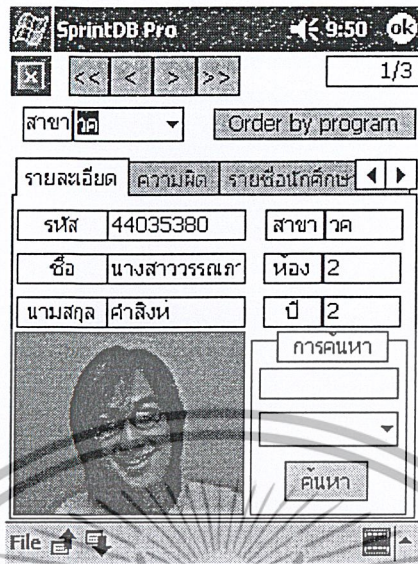 SprintDB Pro 9:50 ok
<< < > >> 1/3
สาขา วค Order by program
รายละเอียด ความผิด รายชื่อนักศึกษา
รหัส 44035380 สาขา วค
ชื่อ นางสาววรรณภา ห้อง 2
นามสกุล คำสิงห์ ปี 2
การค้นหา
ค้นหา
File